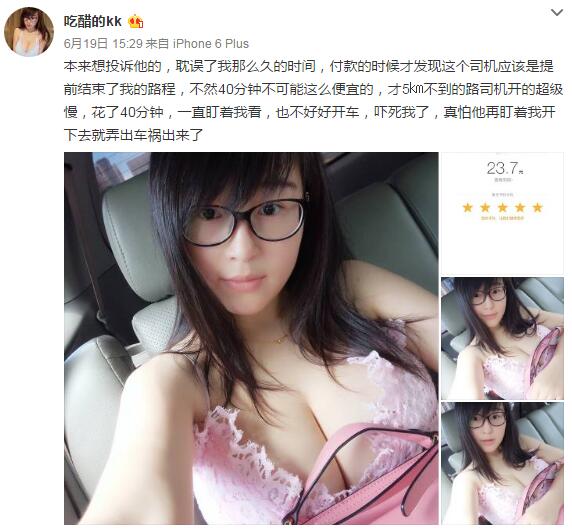 吃醋的kk
6月19日 15:29 来自 iPhone 6 Plus
本来想投诉他的，耽误了我那么久的时间，付款的时候才发现这个司机应该是提
前结束了我的路程，不然40分钟不可能这么便宜的，才5km不到的路司机开的超级
慢，花了40分钟，一直盯着我看，也不好好开车，吓死我了，真怕他再盯着我开
下去就弄出车祸出来了
23.7元